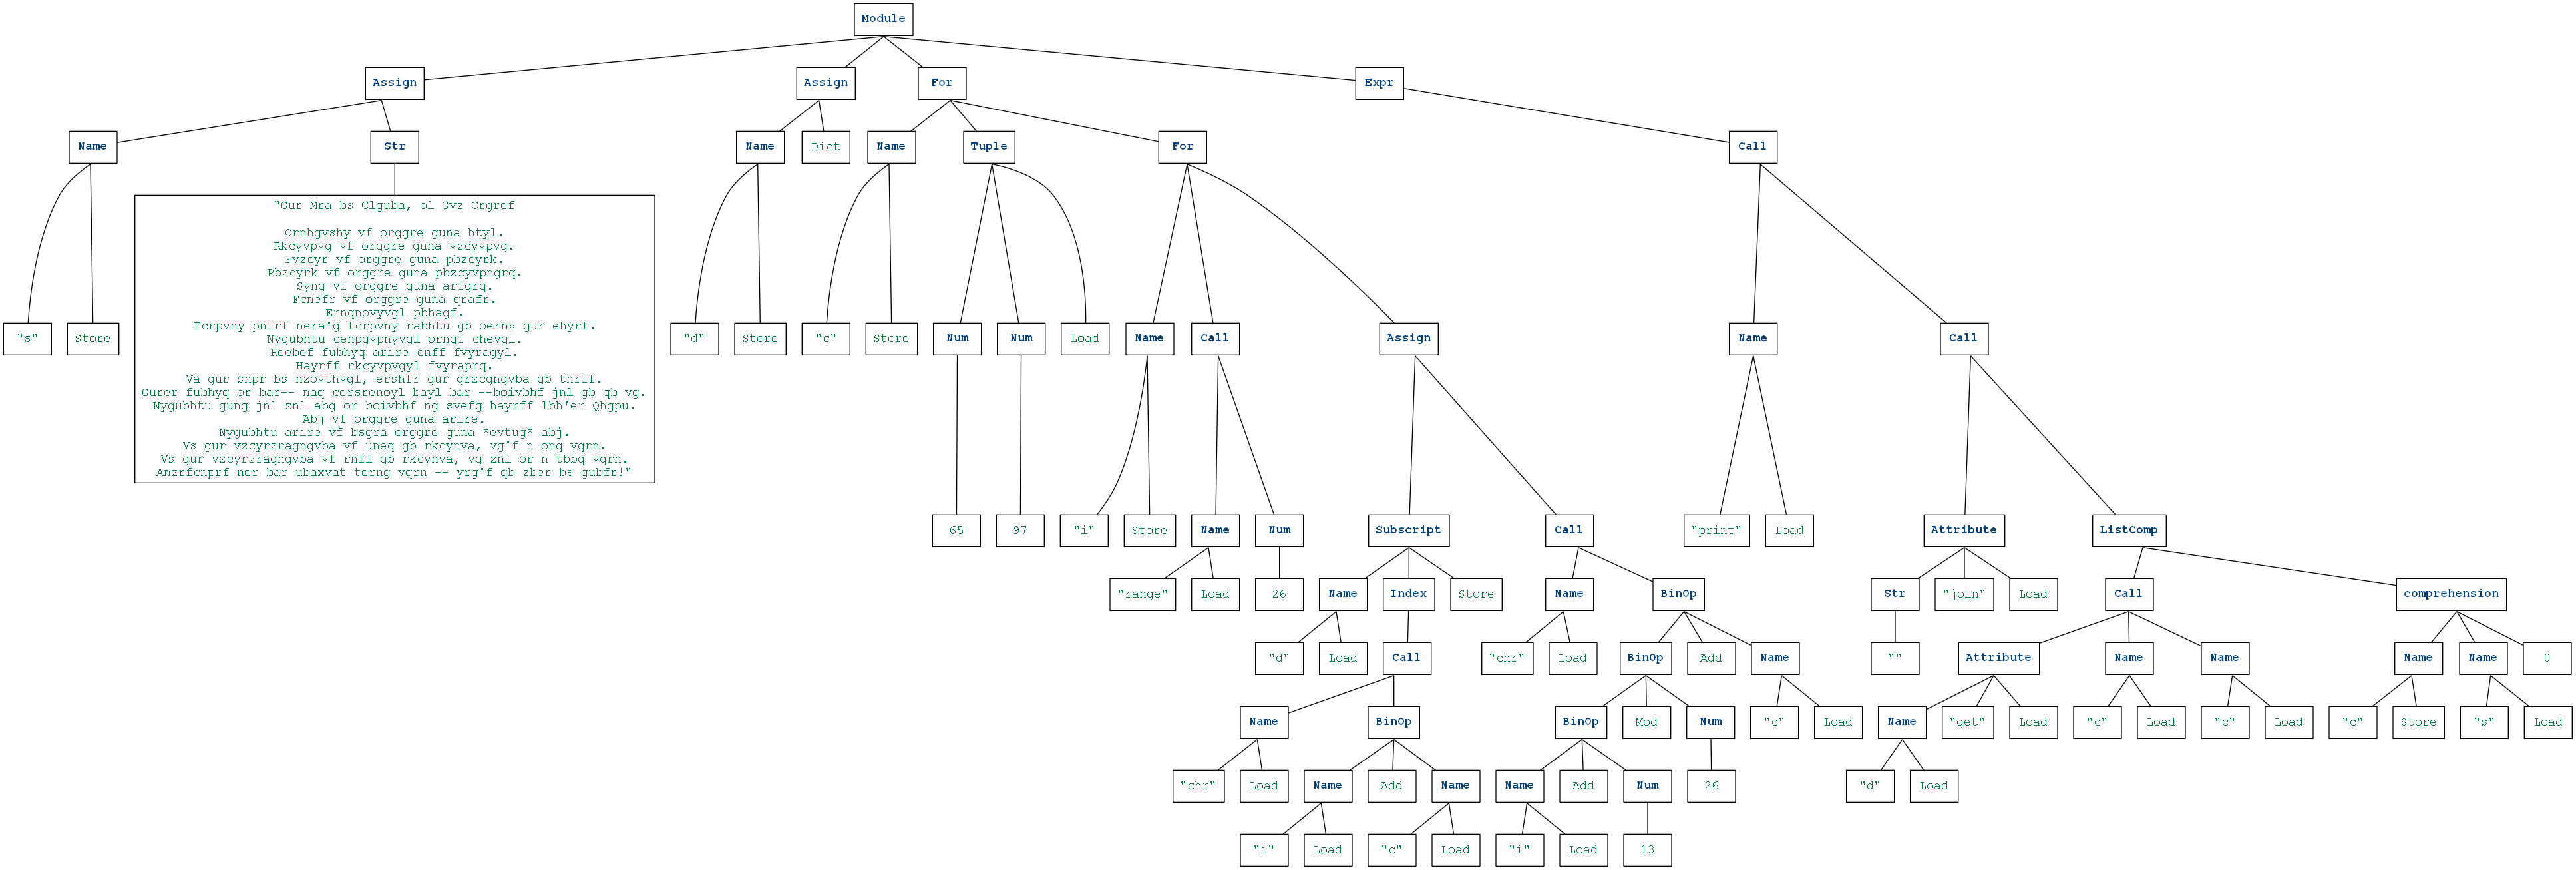 Module
Assign
Assign
For
Expr
Name
Str
Name
Dict
Name
Tuple
For
Call
"Gur Mra bs Clguba, ol Gvz Crgref
Ornhgvshy vf orggre guna htyl.
Rkcyvpvg vf orggre guna vzcyvpvg.
Fvzcyr vf orggre guna pbzcyrk.
Pbzcyrk vf orggre guna pbzcyvpngrq.
Syng vf orggre guna arfgrq.
Fcnefr vf orggre guna qrafr.
Ernqnovyvgl pbhagf.
Fcrpvny pnfrf nera'g fcrpvny rabhtu gb oernx gur ehyrf.
Nygubhtu cenpgvpnyvgl orngf chevgl.
Reebef fubhyq arire cnff fvyragyl.
Hayrff rkcyvpvgyl fvyraprq.
Va gur snpr bs nzovthvgl, ershfr gur grzcgngvba gb thrff.
Gurer fubhyq or bar-- naq cersrenoyl bayl bar --boivbhf jnl gb qb vg.
Nygubhtu gung jnl znl abg or boivbhf ng svefg hayrff lbh'er Qhgpu.
Abj vf orggre guna arire.
Nygubhtu arire vf bsgra orggre guna *evtug* abj.
Vs gur vzcyrzragngvba vf uneq gb rkcynva, vg'f n onq vqrn.
Vs gur vzcyrzragngvba vf rnfl gb rkcynva, vg znl or n tbbq vqrn.
Anzrfcnprf ner bar ubaxvat terng vqrn -- yrg'f qb zber bs gubfr!"
"s"
Store
"d"
Store
"c"
Store
Num
Num
Load
Name
Call
Assign
Name
Call
65
97
"i"
Store
Name
Num
Subscript
Call
"print"
Load
Attribute
ListComp
"range"
Load
26
Name
Index
Store
Name
BinOp
Str
"join"
Load
Call
comprehension
"d"
Load
Call
"chr"
Load
BinOp
Add
Name
""
Attribute
Name
Name
Name
Name
0
Name
BinOp
BinOp
Mod
Num
"c"
Load
Name
"get"
Load
"c"
Load
"c"
Load
"c"
Store
"s"
Load
"chr"
Load
Name
Add
Name
Name
Add
Num
26
"d"
Load
"i"
Load
"c"
Load
"i"
Load
13